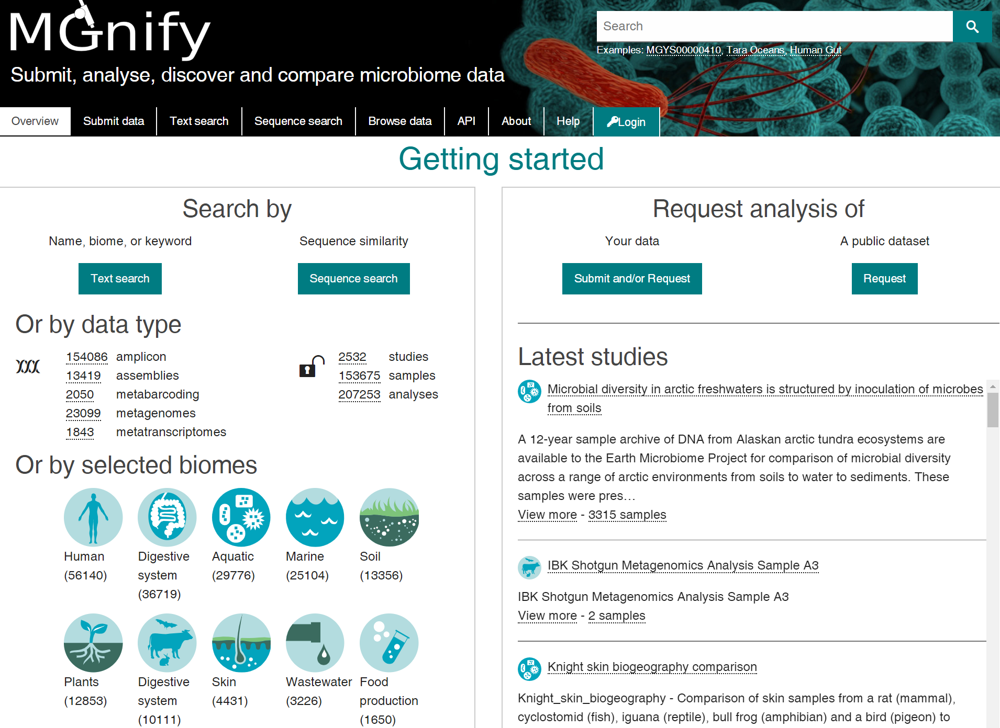 MGnify
Submit, analyse, discover and compare microbiome data
Search
Examples: MGYS00000410, Tara Oceans, Human Gut
Overview
Submit data
Text search
Sequence search
Browse data
API
About
Help
Login
Getting started
Search by
Name, biome, or keyword
Sequence similarity
Text search
Sequence search
Or by data type
154086 amplicon
13419 assemblies
2050 metabarcoding
23099 metagenomes
1843 metatranscriptomes
2532 studies
153675 samples
207253 analyses
Or by selected biomes
Human
(56140)
Digestive
system
(36719)
Aquatic
(29776)
Marine
(25104)
Soil
(13356)
Plants
(12853)
Digestive
system
(10111)
Skin
(4431)
Wastewater
(3226)
Food
production
(1650)
Request analysis of
Your data
A public dataset
Submit and/or Request
Request
Latest studies
Microbial diversity in arctic freshwaters is structured by inoculation of microbes
from soils
A 12-year sample archive of DNA from Alaskan arctic tundra ecosystems are
available to the Earth Microbiome Project for comparison of microbial diversity
across a range of arctic environments from soils to water to sediments. These
samples were pres…
View more - 3315 samples
IBK Shotgun Metagenomics Analysis Sample A3
IBK Shotgun Metagenomics Analysis Sample A3
View more - 2 samples
Knight skin biogeography comparison
Knight_skin_biogeography - Comparison of skin samples from a rat (mammal),
cyclostomid (fish), iguana (reptile), bull frog (amphibian) and a bird (pigeon) to